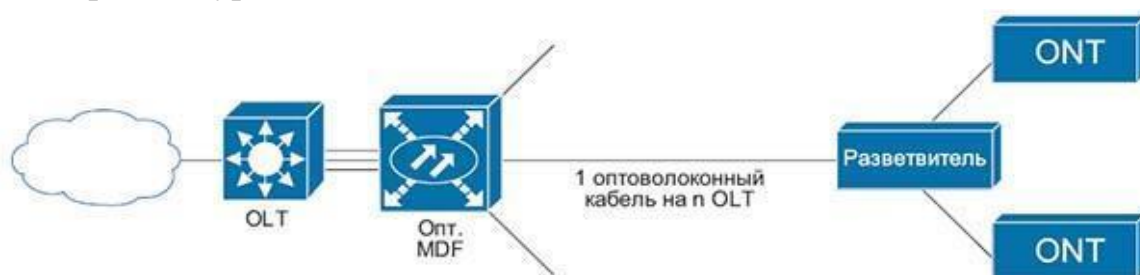 ONT
Разветвитель
1 оптоволоконный
кабель на n OLT
OLT
Опт.
MDF
ONT